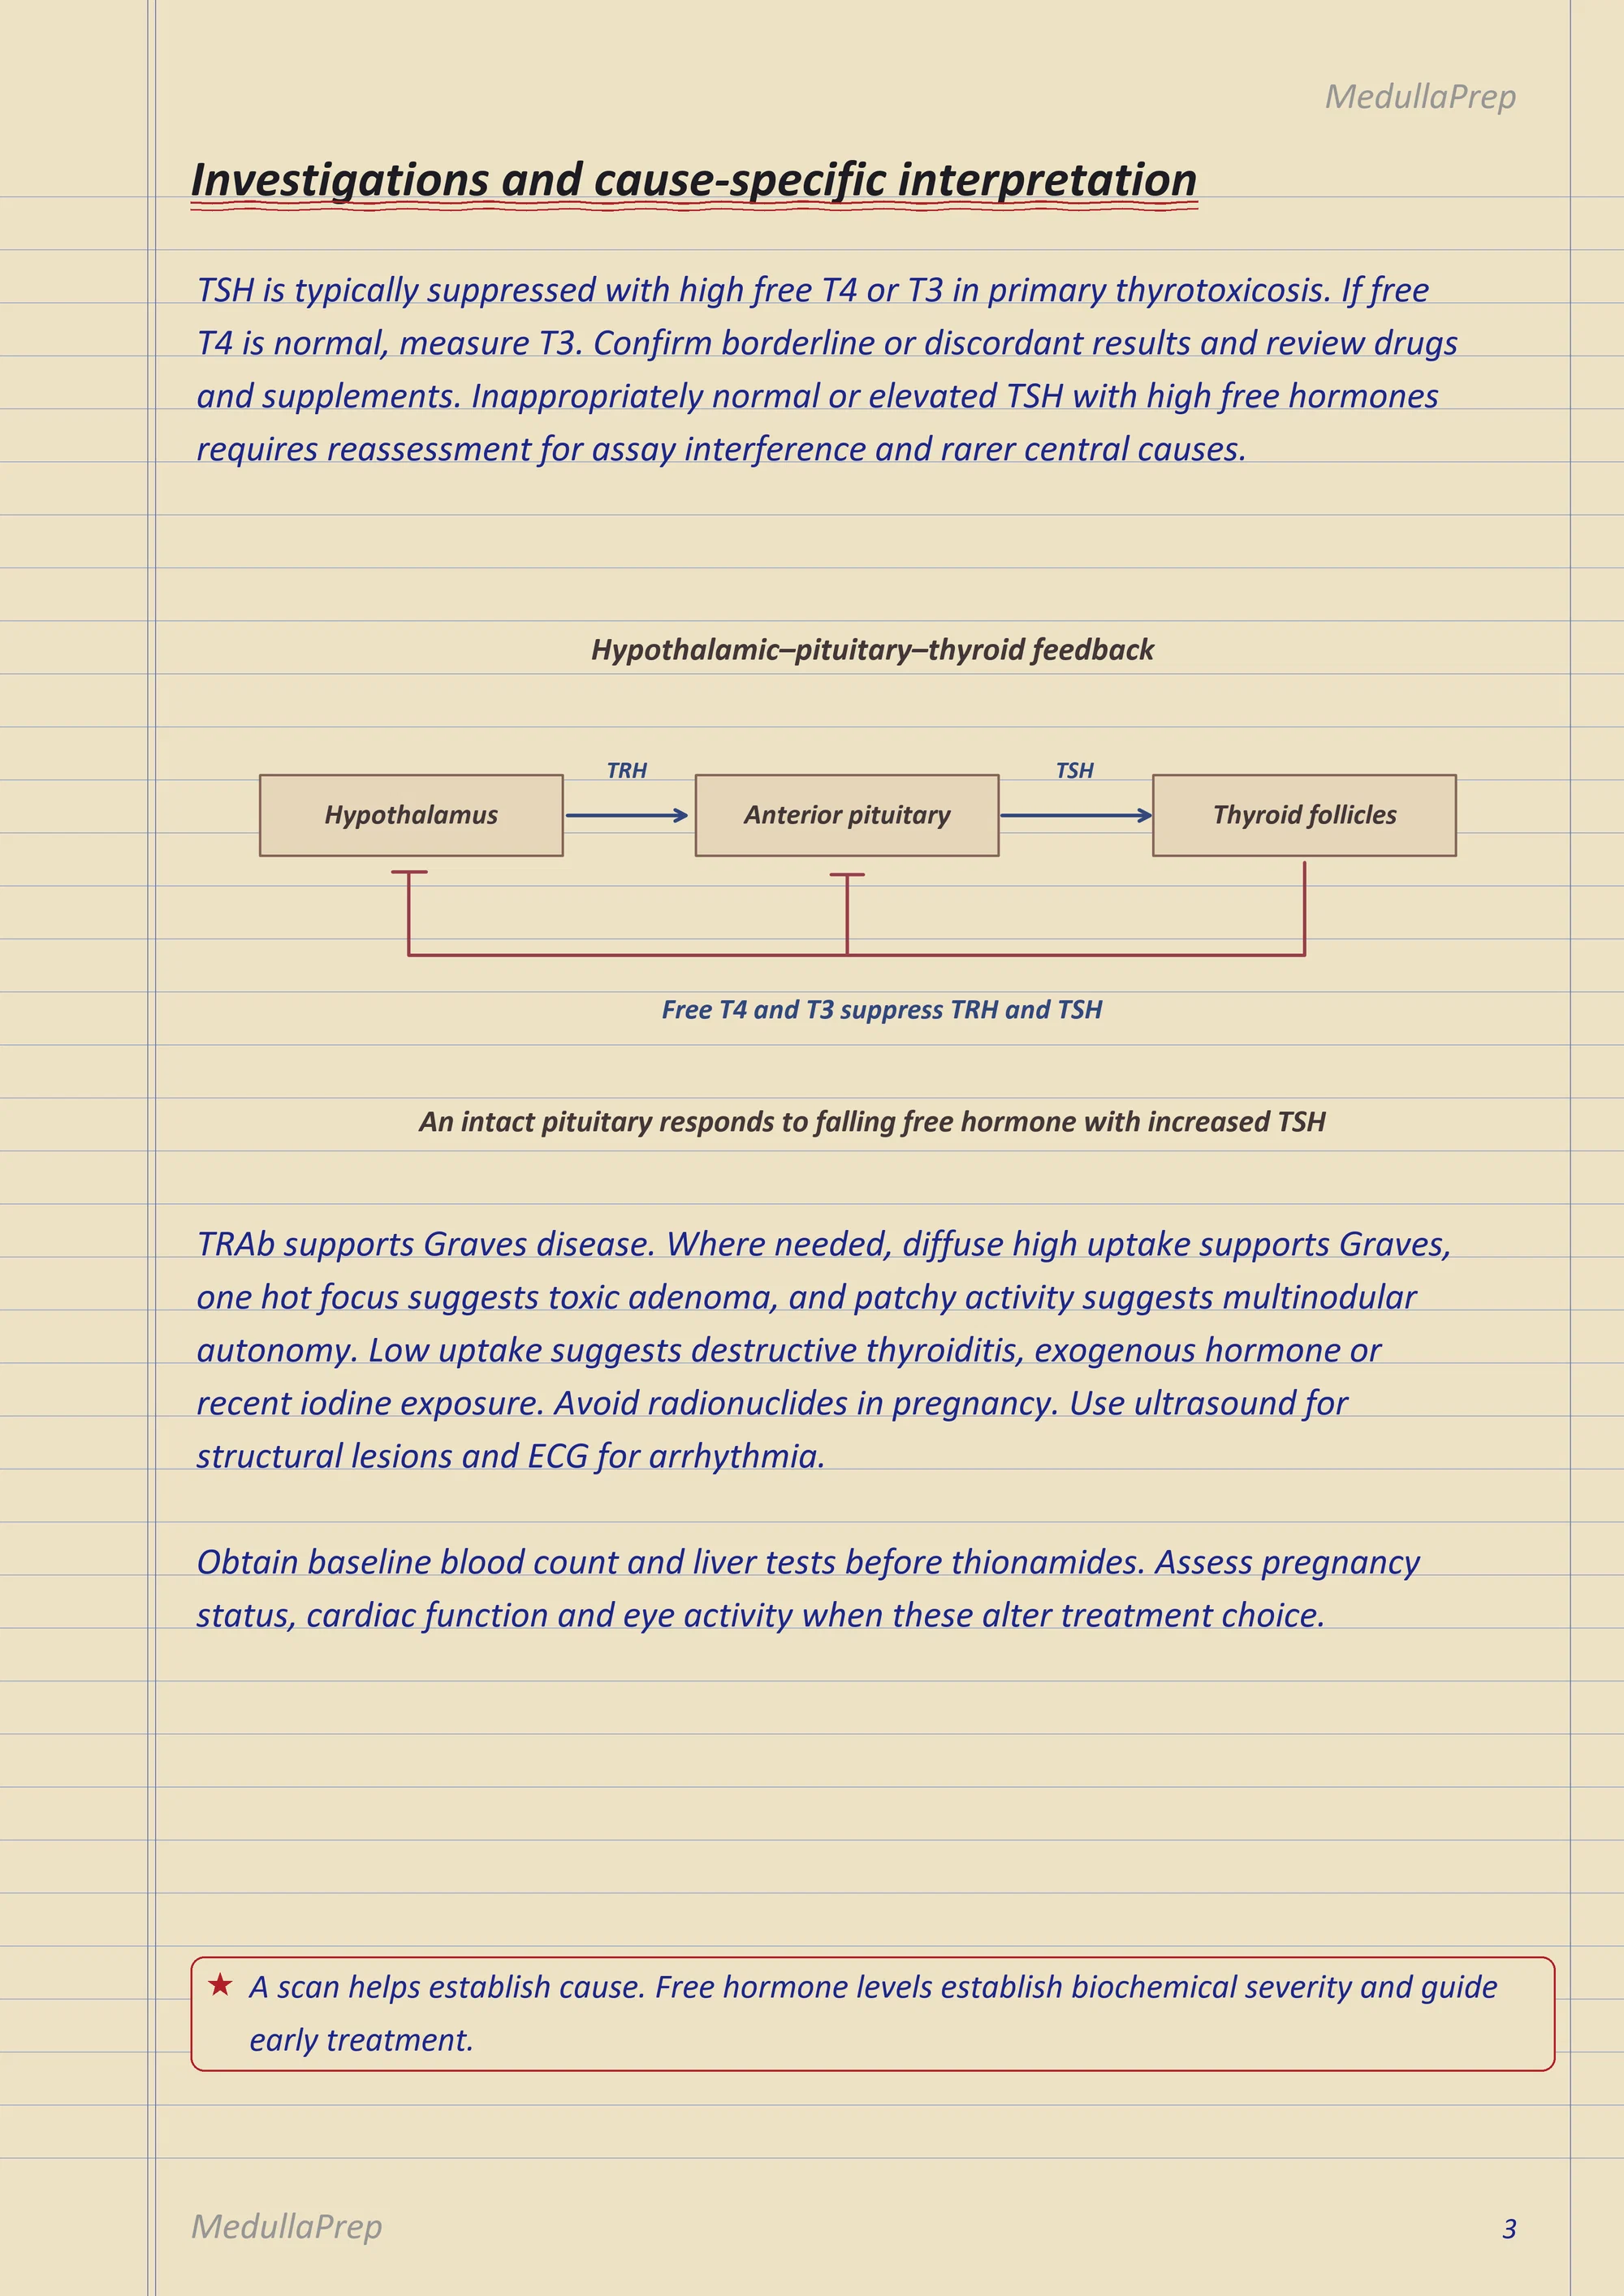 MedullaPrep
Investigations and cause-specific interpretation
TSH is typically suppressed with high free T4 or T3 in primary thyrotoxicosis. If free
T4 is normal, measure T3. Confirm borderline or discordant results and review drugs
and supplements. Inappropriately normal or elevated TSH with high free hormones
requires reassessment for assay interference and rarer central causes.
Hypothalamic–pituitary–thyroid feedback
TRH
TSH
Hypothalamus
Anterior pituitary
Thyroid follicles
Free T4 and T3 suppress TRH and TSH
An intact pituitary responds to falling free hormone with increased TSH
TRAb supports Graves disease. Where needed, diffuse high uptake supports Graves,
one hot focus suggests toxic adenoma, and patchy activity suggests multinodular
autonomy. Low uptake suggests destructive thyroiditis, exogenous hormone or
recent iodine exposure. Avoid radionuclides in pregnancy. Use ultrasound for
structural lesions and ECG for arrhythmia.
Obtain baseline blood count and liver tests before thionamides. Assess pregnancy
status, cardiac function and eye activity when these alter treatment choice.
★ A scan helps establish cause. Free hormone levels establish biochemical severity and guide
early treatment.
MedullaPrep
3